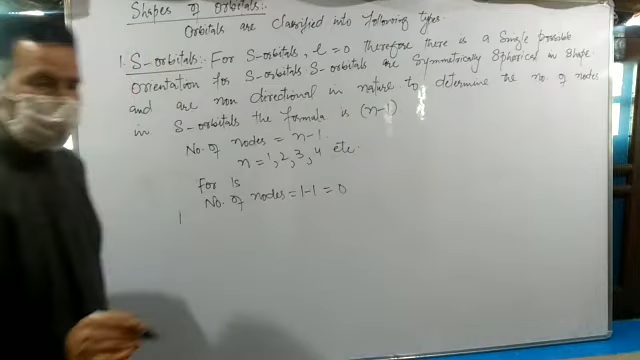 Shapes of Orbitals:-
Orbitals are classified into following types.
1. S-orbitals:- For S-orbitals, l=0 therefore there is a single possible
orientation for S-orbitals S-orbitals are symmetrically spherical in shape
and are non directional in nature to determine the no. of nodes
in S-orbitals the formula is (n-1)
No. of nodes = n-1.
n=1,2,3,4 etc.
For 1s
No. of nodes = 1-1 = 0